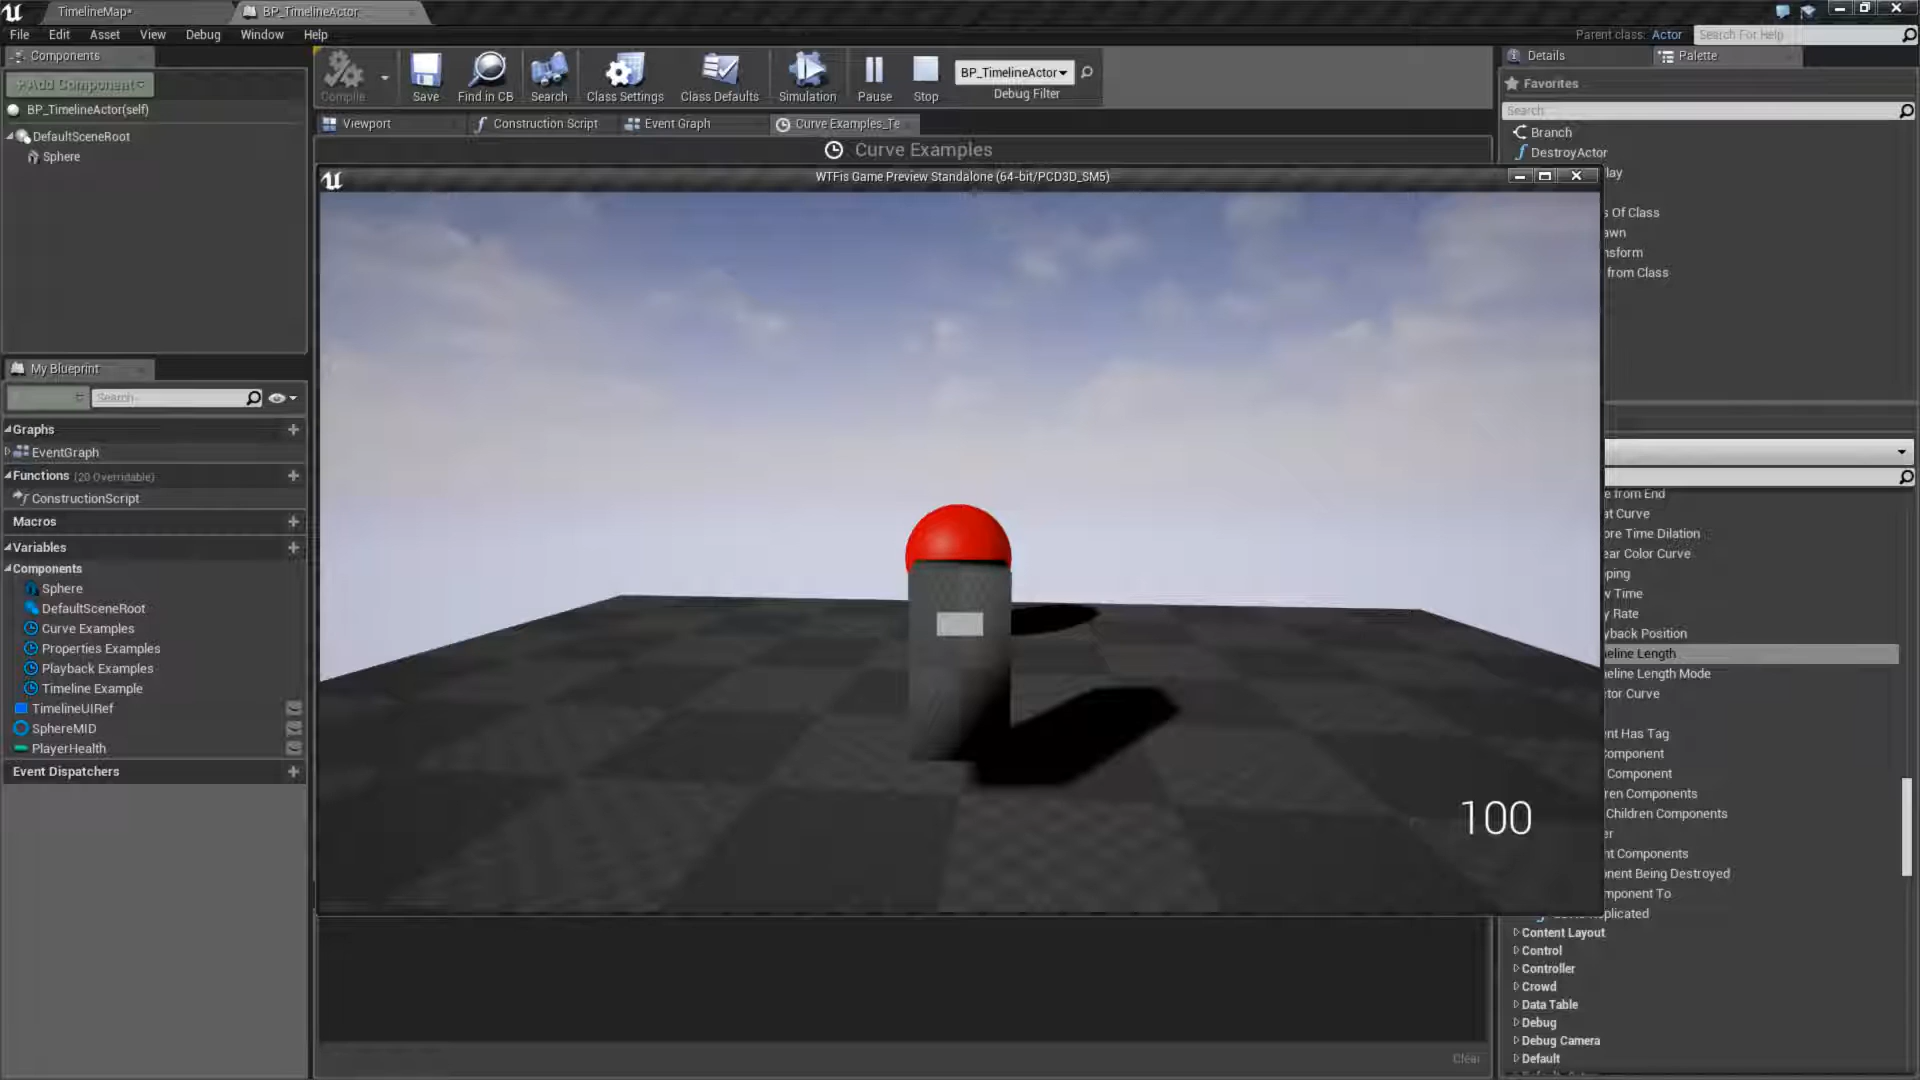 TimelineMap*
BP_TimelineActor
File Edit Asset View Debug Window Help
Parent class: Actor
Search For Help
Components
+Add Component
BP_TimelineActor(self)
DefaultSceneRoot
Sphere
Compile
Save
Find in CB
Search
Class Settings
Class Defaults
Simulation
Pause
Stop
BP_TimelineActor
Debug Filter
Viewport
Construction Script
Event Graph
Curve Examples_Te
Curve Examples
WTFis Game Preview Standalone (64-bit/PCD3D_SM5)
100
Clear
My Blueprint
Search
Graphs
EventGraph
Functions (20 Overridable)
ConstructionScript
Macros
Variables
Components
Sphere
DefaultSceneRoot
Curve Examples
Properties Examples
Playback Examples
Timeline Example
TimelineUIRef
SphereMID
PlayerHealth
Event Dispatchers
Details
Palette
Favorites
Search
Branch
DestroyActor
lay
s Of Class
awn
nsform
from Class
e from End
at Curve
ore Time Dilation
ear Color Curve
pping
w Time
y Rate
yback Position
eline Length
eline Length Mode
tor Curve
ent Has Tag
Component
Component
ren Components
Children Components
er
nt Components
onent Being Destroyed
mponent To
plicated
Content Layout
Control
Controller
Crowd
Data Table
Debug
Debug Camera
Default